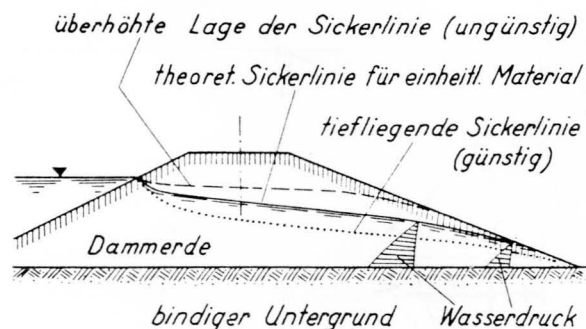 überhöhte Lage der Sickerlinie (ungünstig)
theoret. Sickerlinie für einheitl. Material
tiefliegende Sickerlinie
(günstig)
Dammerde
bindiger Untergrund Wasserdruck